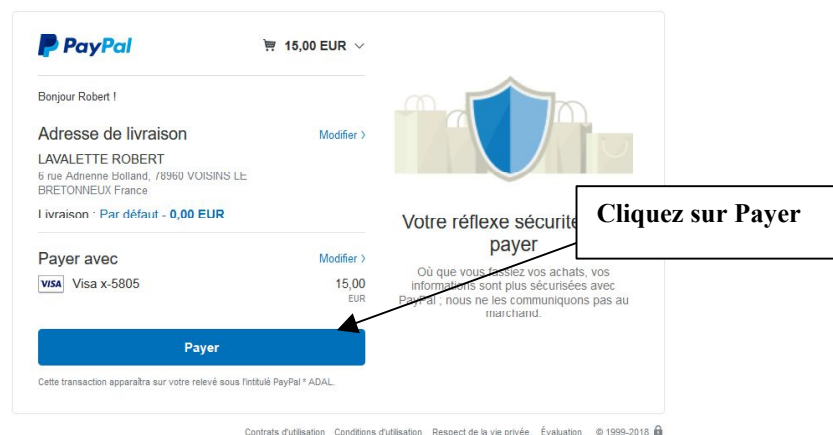 PayPal
15,00 EUR
Bonjour Robert !
Adresse de livraison
Modifier >
LAVALETTE ROBERT
6 rue Adrienne Bolland, 78960 VOISINS LE
BRETONNEUX France
Livraison : Par défaut - 0,00 EUR
Payer avec
Modifier >
VISA Visa x-5805
15,00
EUR
Payer
Cette transaction apparaîtra sur votre relevé sous l'intitulé PayPal * ADAL.
Votre réflexe sécurité
payer
Où que vous fassiez vos achats, vos
informations sont plus sécurisées avec
PayPal ; nous ne les communiquons pas au
marchand.
Cliquez sur Payer
Contrats d'utilisation Conditions d'utilisation Respect de la vie privée Évaluation © 1999-2018